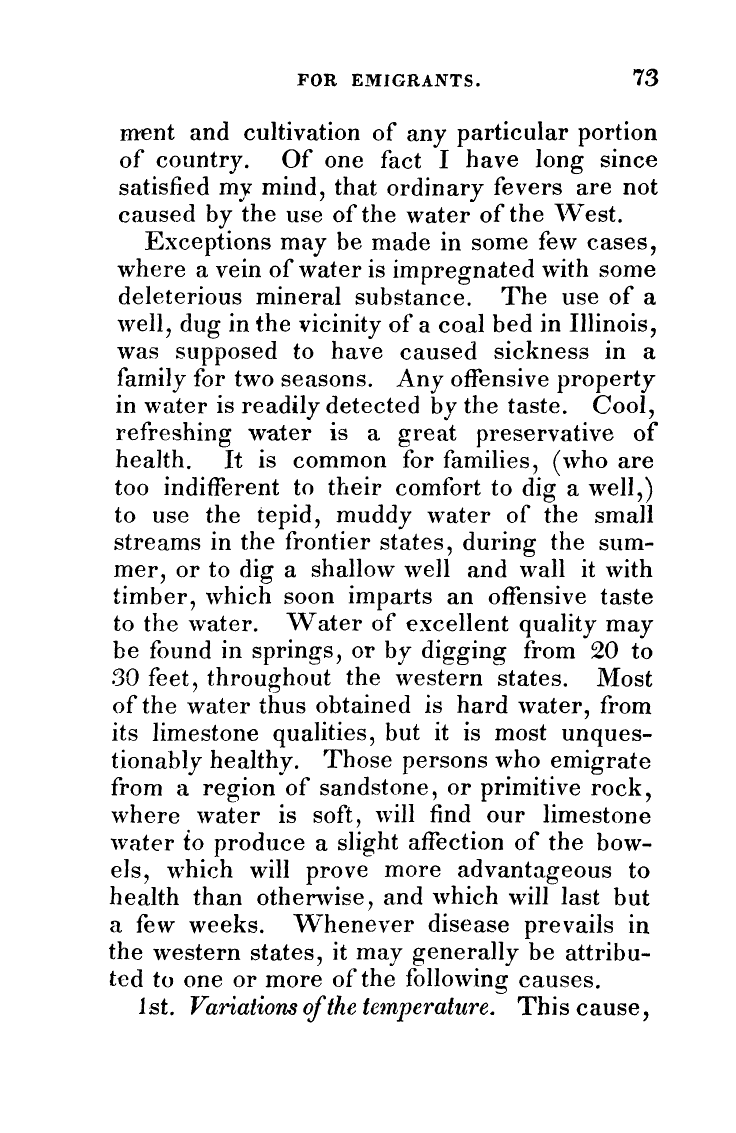 FOR EMIGRANTS. 73
ment and cultivation of any particular portion
of country. Of one fact I have long since
satisfied my mind, that ordinary fevers are not
caused by the use of the water of the West.
Exceptions may be made in some few cases,
where a vein of water is impregnated with some
deleterious mineral substance. The use of a
well, dug in the vicinity of a coal bed in Illinois,
was supposed to have caused sickness in a
family for two seasons. Any offensive property
in water is readily detected by the taste. Cool,
refreshing water is a great preservative of
health. It is common for families, (who are
too indifferent to their comfort to dig a well,)
to use the tepid, muddy water of the small
streams in the frontier states, during the sum-
mer, or to dig a shallow well and wall it with
timber, which soon imparts an offensive taste
to the water. Water of excellent quality may
be found in springs, or by digging from 20 to
30 feet, throughout the western states. Most
of the water thus obtained is hard water, from
its limestone qualities, but it is most unques-
tionably healthy. Those persons who emigrate
from a region of sandstone, or primitive rock,
where water is soft, will find our limestone
water to produce a slight affection of the bow-
els, which will prove more advantageous to
health than otherwise, and which will last but
a few weeks. Whenever disease prevails in
the western states, it may generally be attribu-
ted to one or more of the following causes.
1st. Variations of the temperature. This cause,